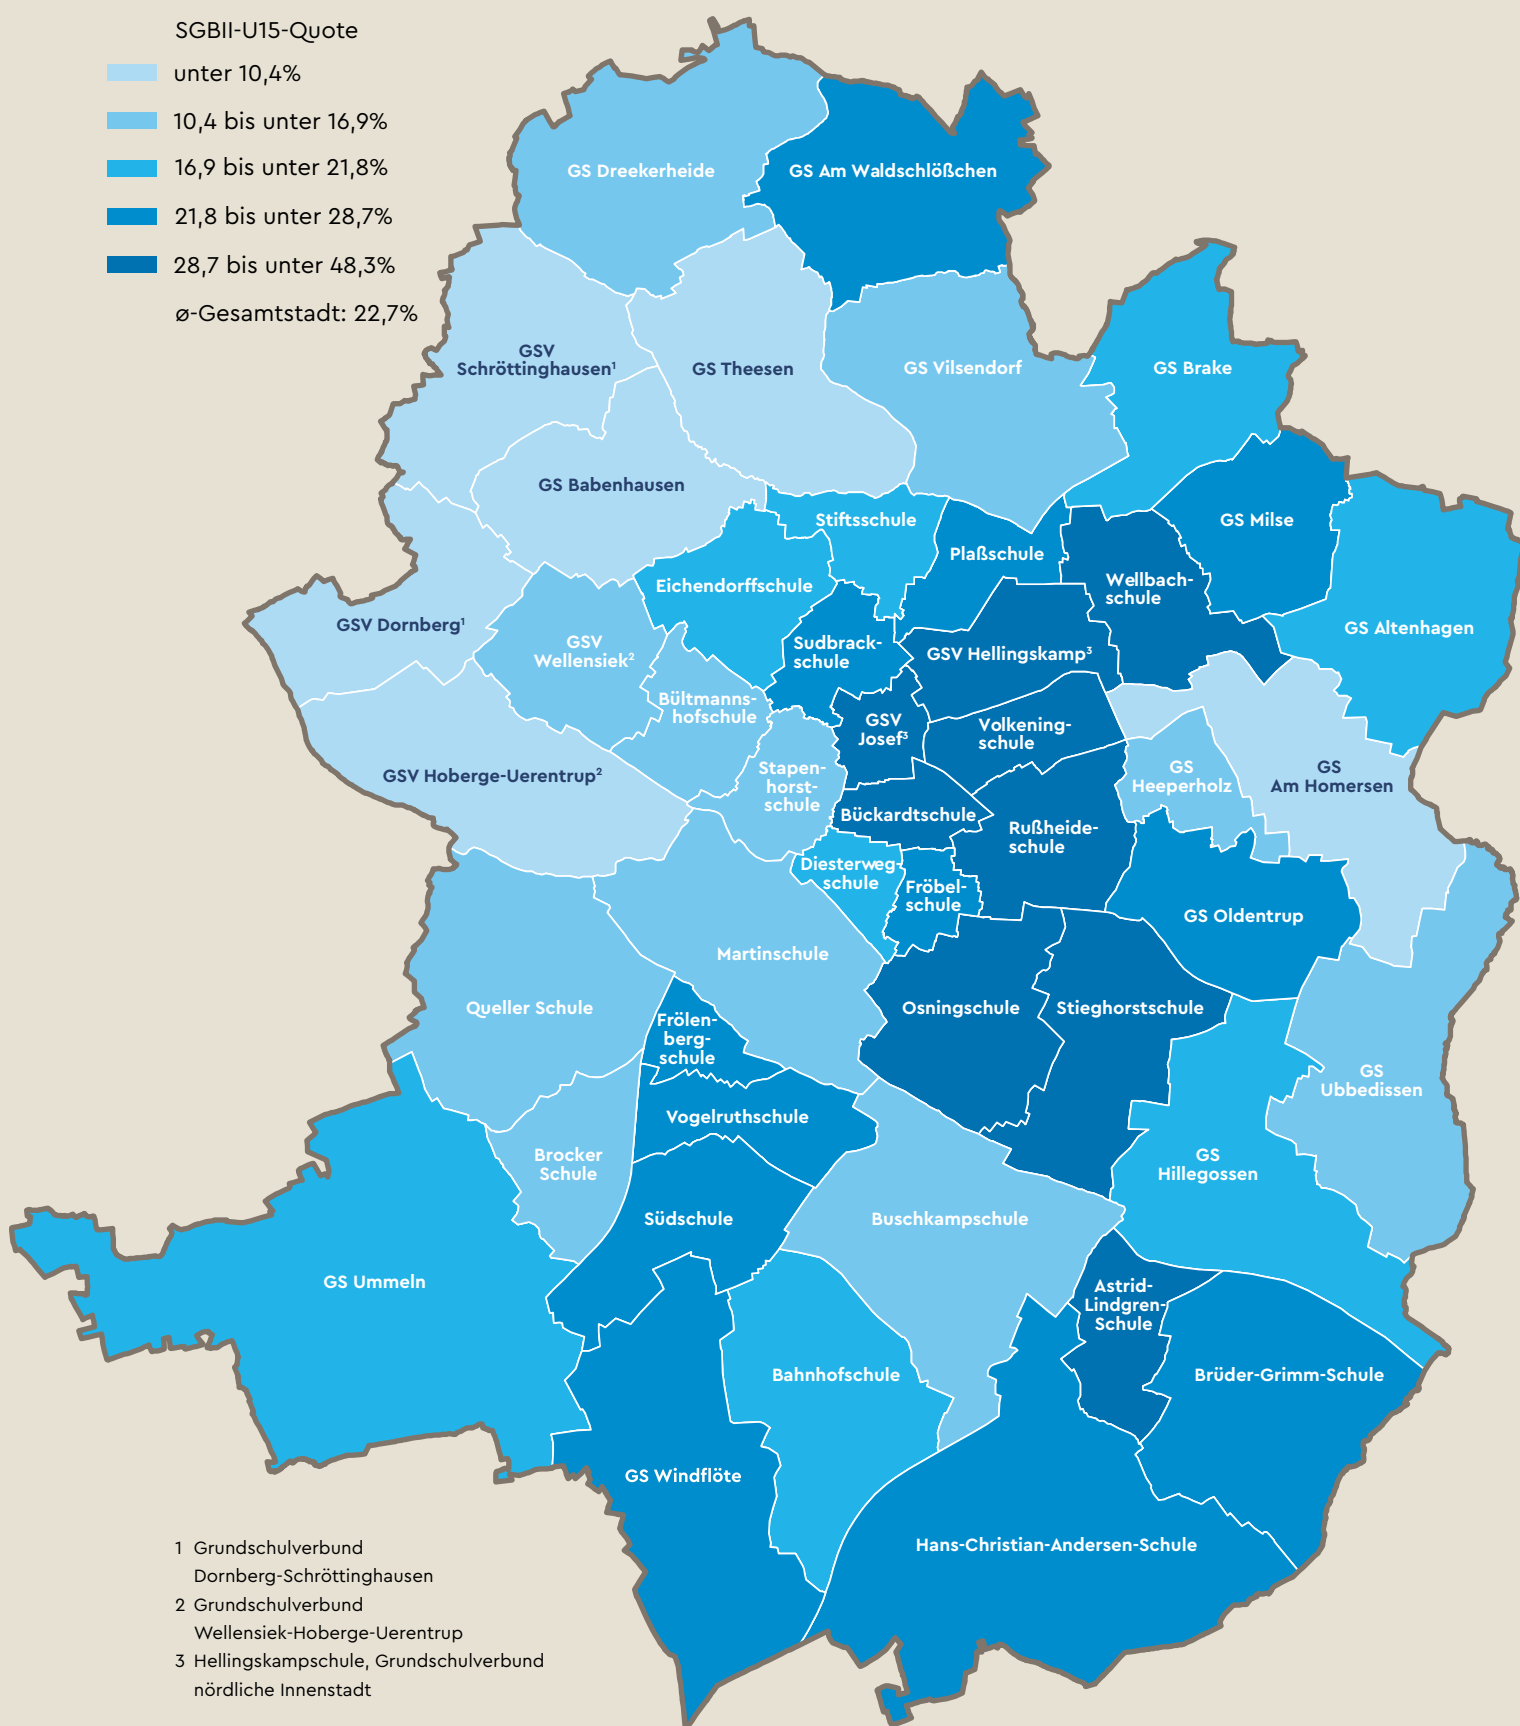 SGBII-U15-Quote
unter 10,4%
10,4 bis unter 16,9%
16,9 bis unter 21,8%
21,8 bis unter 28,7%
28,7 bis unter 48,3%
ø-Gesamtstadt: 22,7%
GS Dreekerheide
GS Am Waldschlößchen
GSV
Schröttinghausen¹
GS Theesen
GS Vilsendorf
GS Brake
GS Babenhausen
Stiftsschule
GS Milse
Plaßschule
Eichendorffschule
Wellbach-
schule
GSV Dornberg¹
GS Altenhagen
GSV
Wellensiek²
Sudbrack-
schule
GSV Hellingskamp³
Bültmanns-
hofschule
GSV
Josef³
Volkening-
schule
GSV Hoberge-Uerentrup²
Stapen-
horst-
schule
GS
Heeperholz
GS
Am Homersen
Bückardtschule
Rußheide-
schule
Diesterweg-
schule
Fröbel-
schule
GS Oldentrup
Martinschule
Queller Schule
Frölen-
berg-
schule
Osningschule
Stieghorstschule
GS
Ubbedissen
Vogelruthschule
Brocker
Schule
GS
Hillegossen
Südschule
Buschkampschule
GS Ummeln
Astrid-
Lindgren-
Schule
Bahnhofschule
Brüder-Grimm-Schule
GS Windflöte
Hans-Christian-Andersen-Schule
1 Grundschulverbund
Dornberg-Schröttinghausen
2 Grundschulverbund
Wellensiek-Hoberge-Uerentrup
3 Hellingskampschule, Grundschulverbund
nördliche Innenstadt